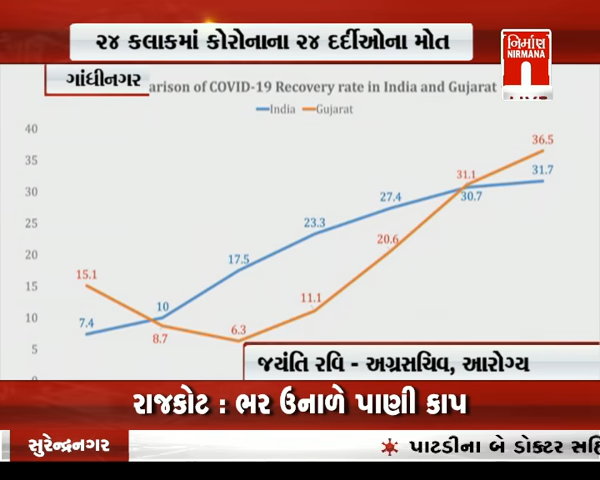 ૨૪ કલાકમાં કોરોનાના ૨૪ દર્દીઓના મોત
નિર્માણ
NIRMANA
ગાંધીનગર
arison of COVID-19 Recovery rate in India and Gujarat
India Gujarat
40
35
30
25
20
15
10
5
15.1
7.4
10
8.7
17.5
6.3
23.3
11.1
27.4
20.6
31.1
30.7
36.5
31.7
જયંતિ રવિ - અગ્રસચિવ, આરોગ્ય
રાજકોટ : ભર ઉનાળે પાણી કાપ
સુરેન્દ્રનગર
પાટડીના બે ડોક્ટર સહિ